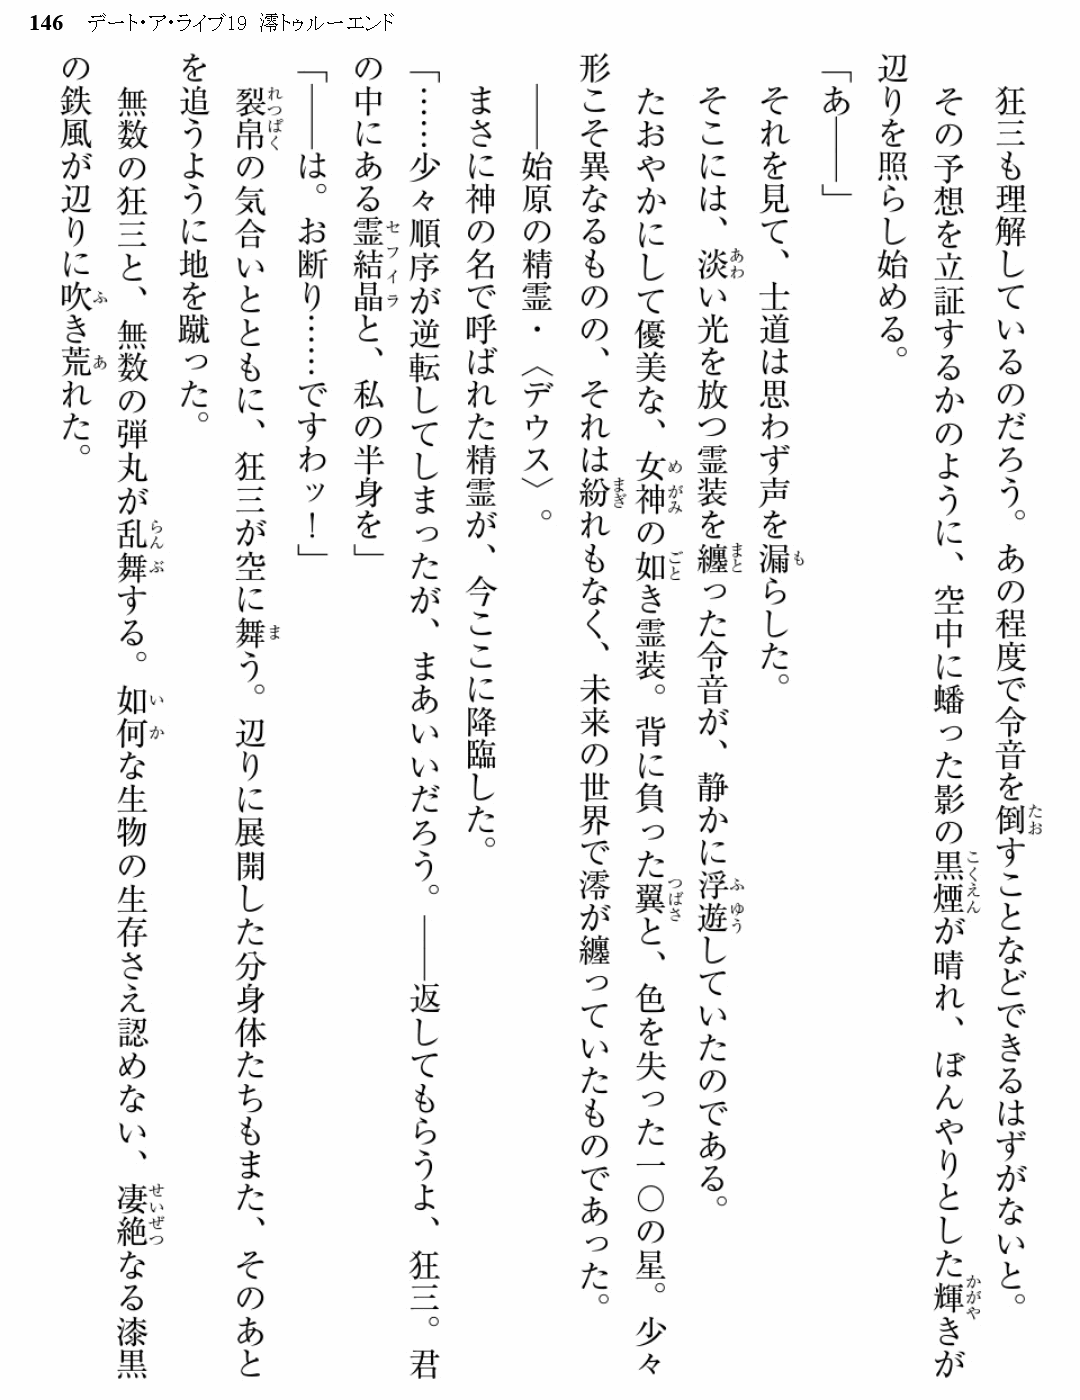 146 デート・ア・ライブ19 澪トゥルーエンド
狂三も理解しているのだろう。あの程度で令音を倒すことなどできるはずがないと。
その予想を立証するかのように、空中に蟠った影の黒煙が晴れ、ぼんやりとした輝きが
辺りを照らし始める。
「あ――」
それを見て、士道は思わず声を漏らした。
そこには、淡い光を放つ霊装を纏った令音が、静かに浮遊していたのである。
たおやかにして優美な、女神の如き霊装。背に負った翼と、色を失った一〇の星。少々
形こそ異なるものの、それは紛れもなく、未来の世界で澪が纏っていたものであった。
――始原の精霊・〈デウス〉。
まさに神の名で呼ばれた精霊が、今ここに降臨した。
「……少々順序が逆転してしまったが、まあいいだろう。――返してもらうよ、狂三。君
の中にある霊結晶と、私の半身を」
「――は。お断り……ですわッ！」
裂帛の気合いとともに、狂三が空に舞う。辺りに展開した分身体たちもまた、そのあと
を追うように地を蹴った。
無数の狂三と、無数の弾丸が乱舞する。如何な生物の生存さえ認めない、凄絶なる漆黒
の鉄風が辺りに吹き荒れた。